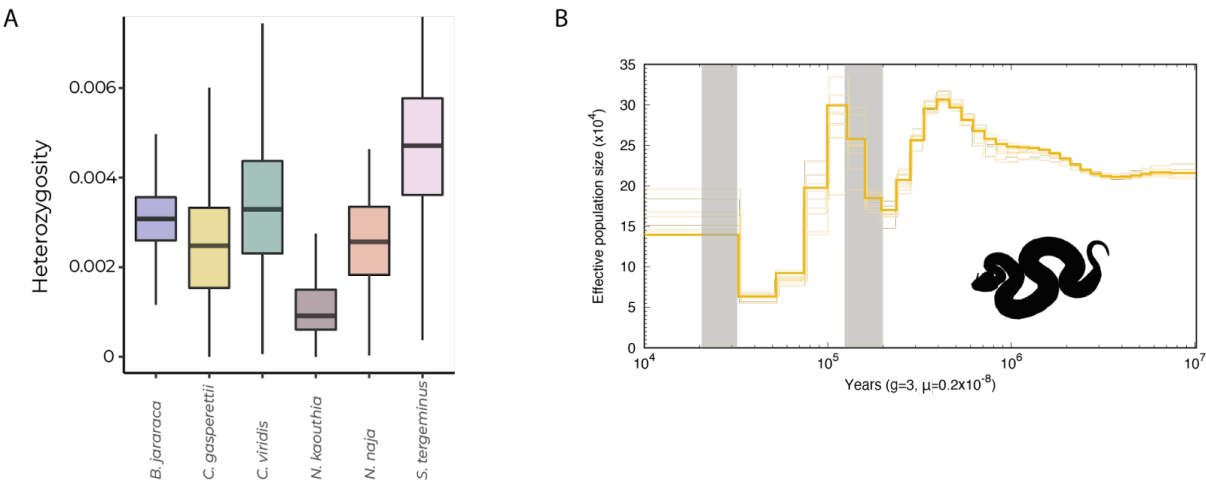 A
Heterozygosity
0.006
0.004
0.002
0
B. jararaca
C. gasperettii
C. viridis
N. kaouthia
N. naja
S. tergeminus
B
Effective population size (x10⁴)
35
30
25
20
15
10
5
0
10⁴
10⁵
10⁶
10⁷
Years (g=3, μ=0.2x10⁻⁸)